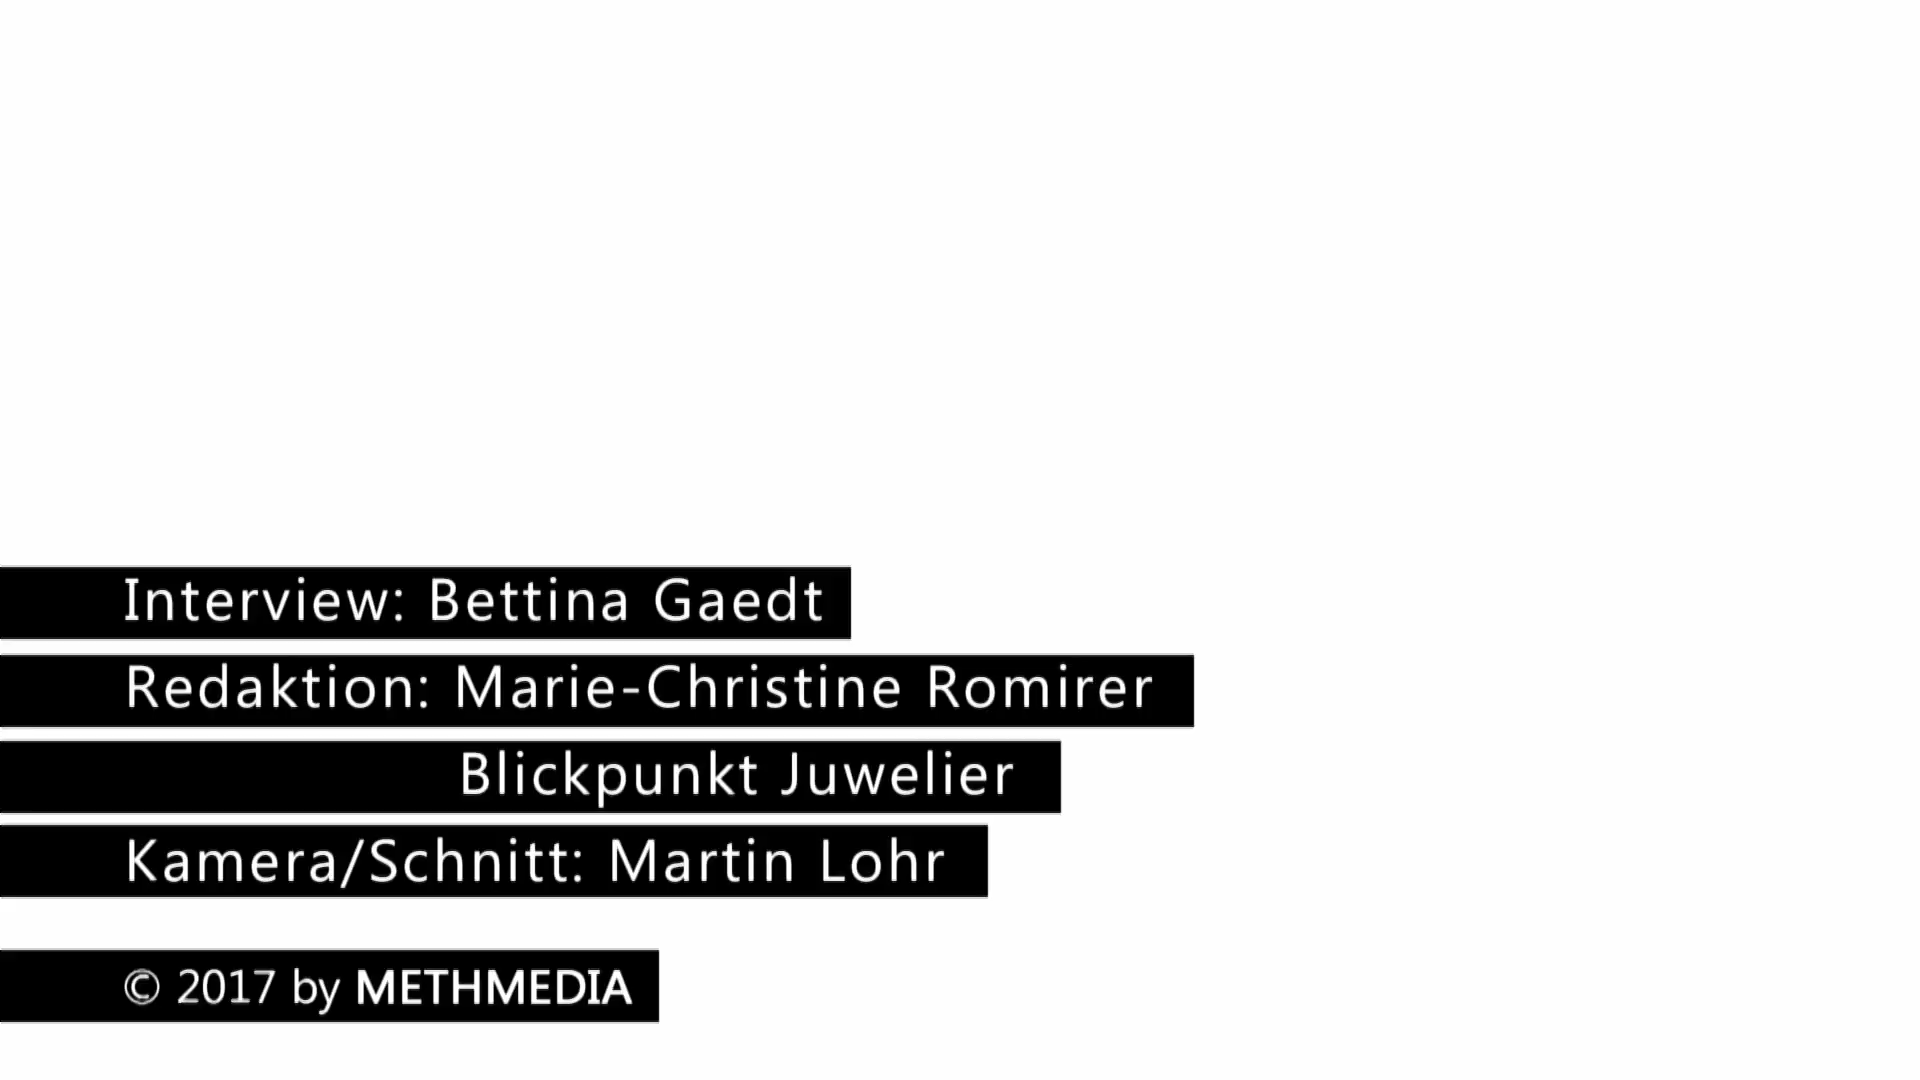 Interview: Bettina Gaedt
Redaktion: Marie-Christine Romirer
Blickpunkt Juwelier
Kamera/Schnitt: Martin Lohr
© 2017 by METHMEDIA